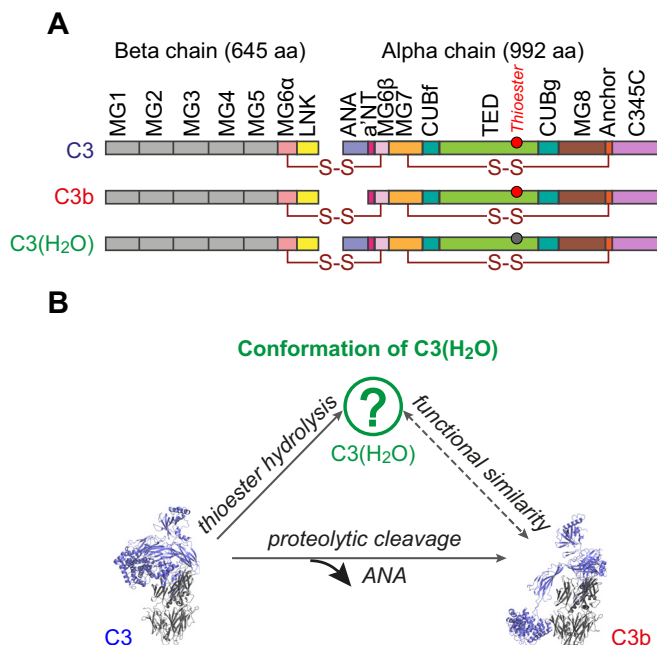 A
Beta chain (645 aa) Alpha chain (992 aa)
MG1 MG2 MG3 MG4 MG5 MG6α LNK ANA a'NT MG6β MG7 CUBf TED Thioester CUBg MG8 Anchor C345C
C3
S-S S-S
C3b
S-S S-S
C3(H₂O)
S-S S-S
B
Conformation of C3(H₂O)
?
C3(H₂O)
thioester hydrolysis
functional similarity
proteolytic cleavage
ANA
C3 C3b